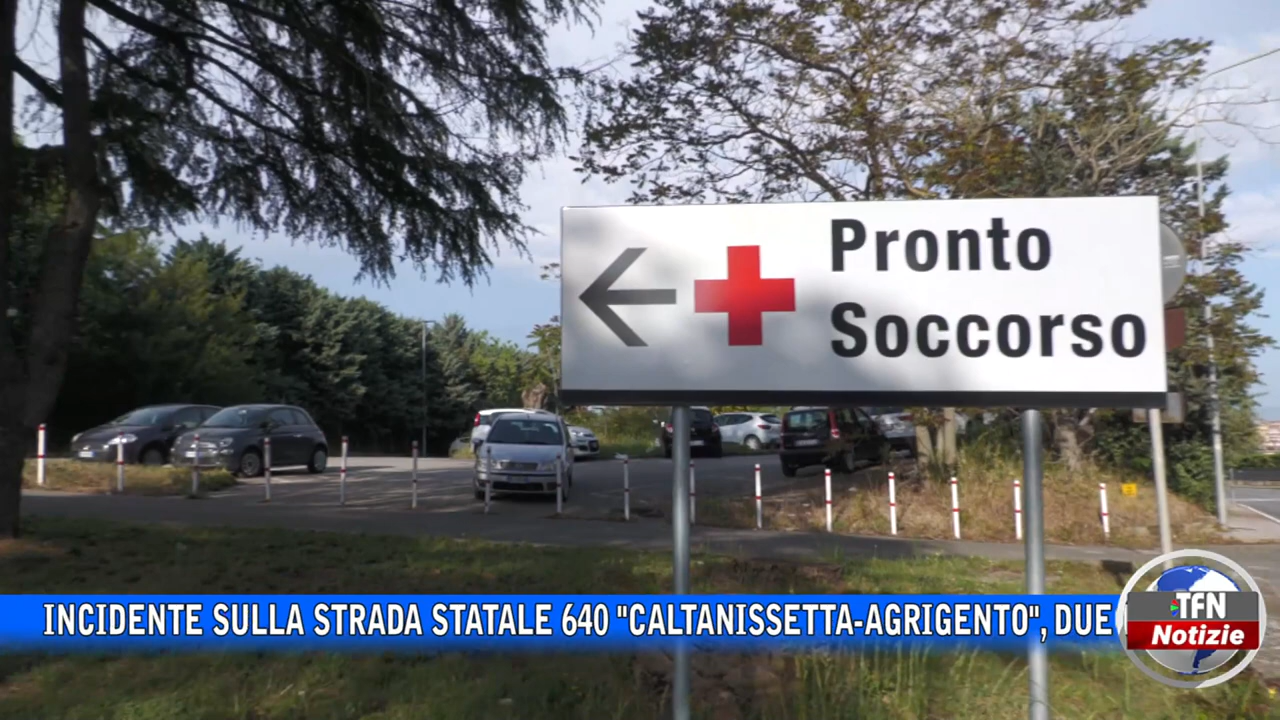 Pronto
Soccorso
INCIDENTE SULLA STRADA STATALE 640 "CALTANISSETTA-AGRIGENTO", DUE
TFN
Notizie